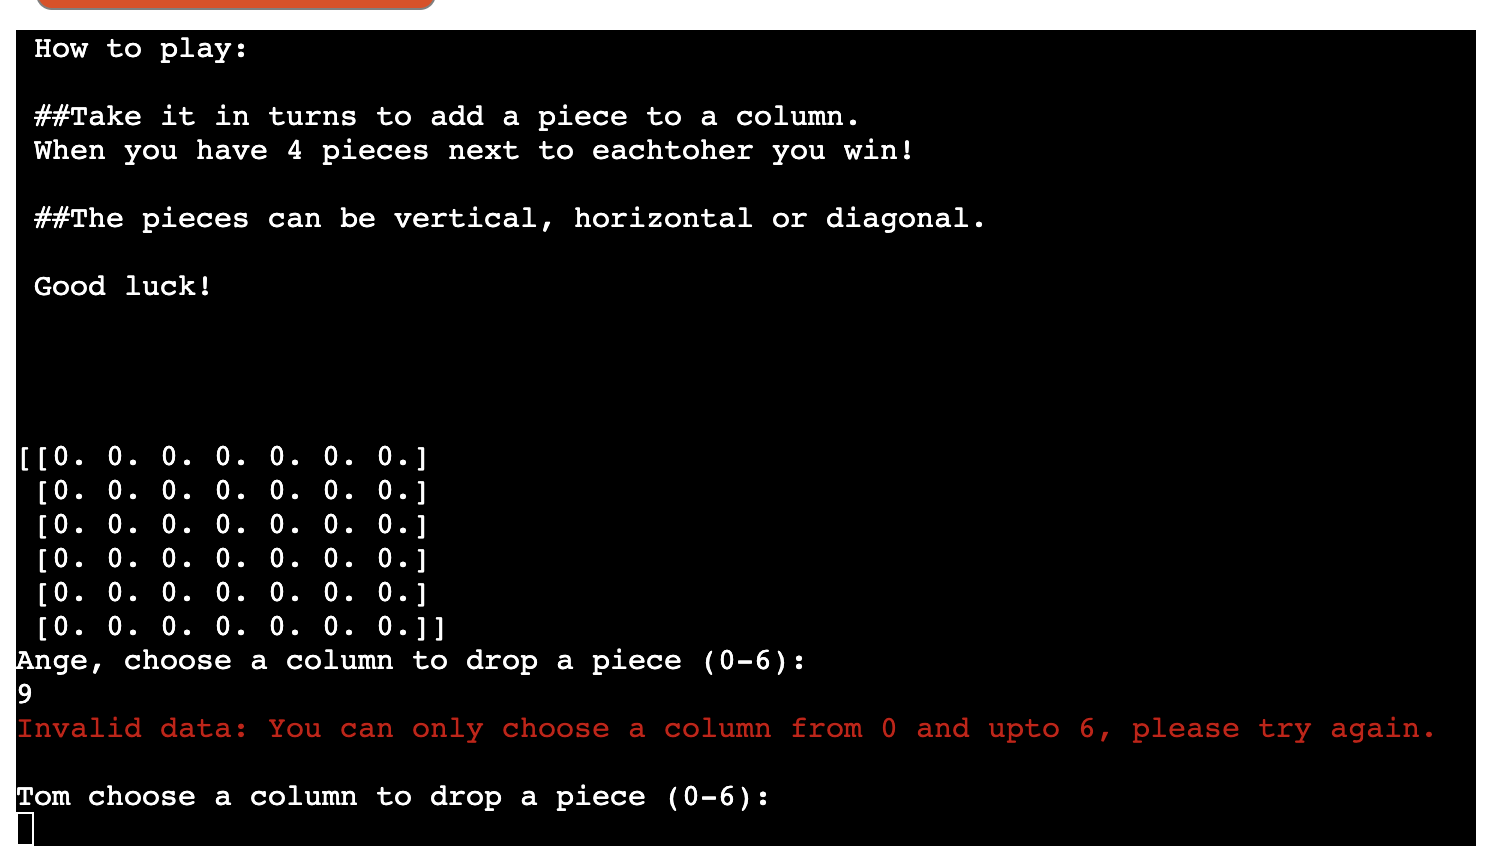 How to play:
##Take it in turns to add a piece to a column.
When you have 4 pieces next to eachtoher you win!
##The pieces can be vertical, horizontal or diagonal.
Good luck!
[[0. 0. 0. 0. 0. 0. 0.]
[0. 0. 0. 0. 0. 0. 0.]
[0. 0. 0. 0. 0. 0. 0.]
[0. 0. 0. 0. 0. 0. 0.]
[0. 0. 0. 0. 0. 0. 0.]
[0. 0. 0. 0. 0. 0. 0.]]
Ange, choose a column to drop a piece (0-6):
9
Invalid data: You can only choose a column from 0 and upto 6, please try again.
Tom choose a column to drop a piece (0-6):